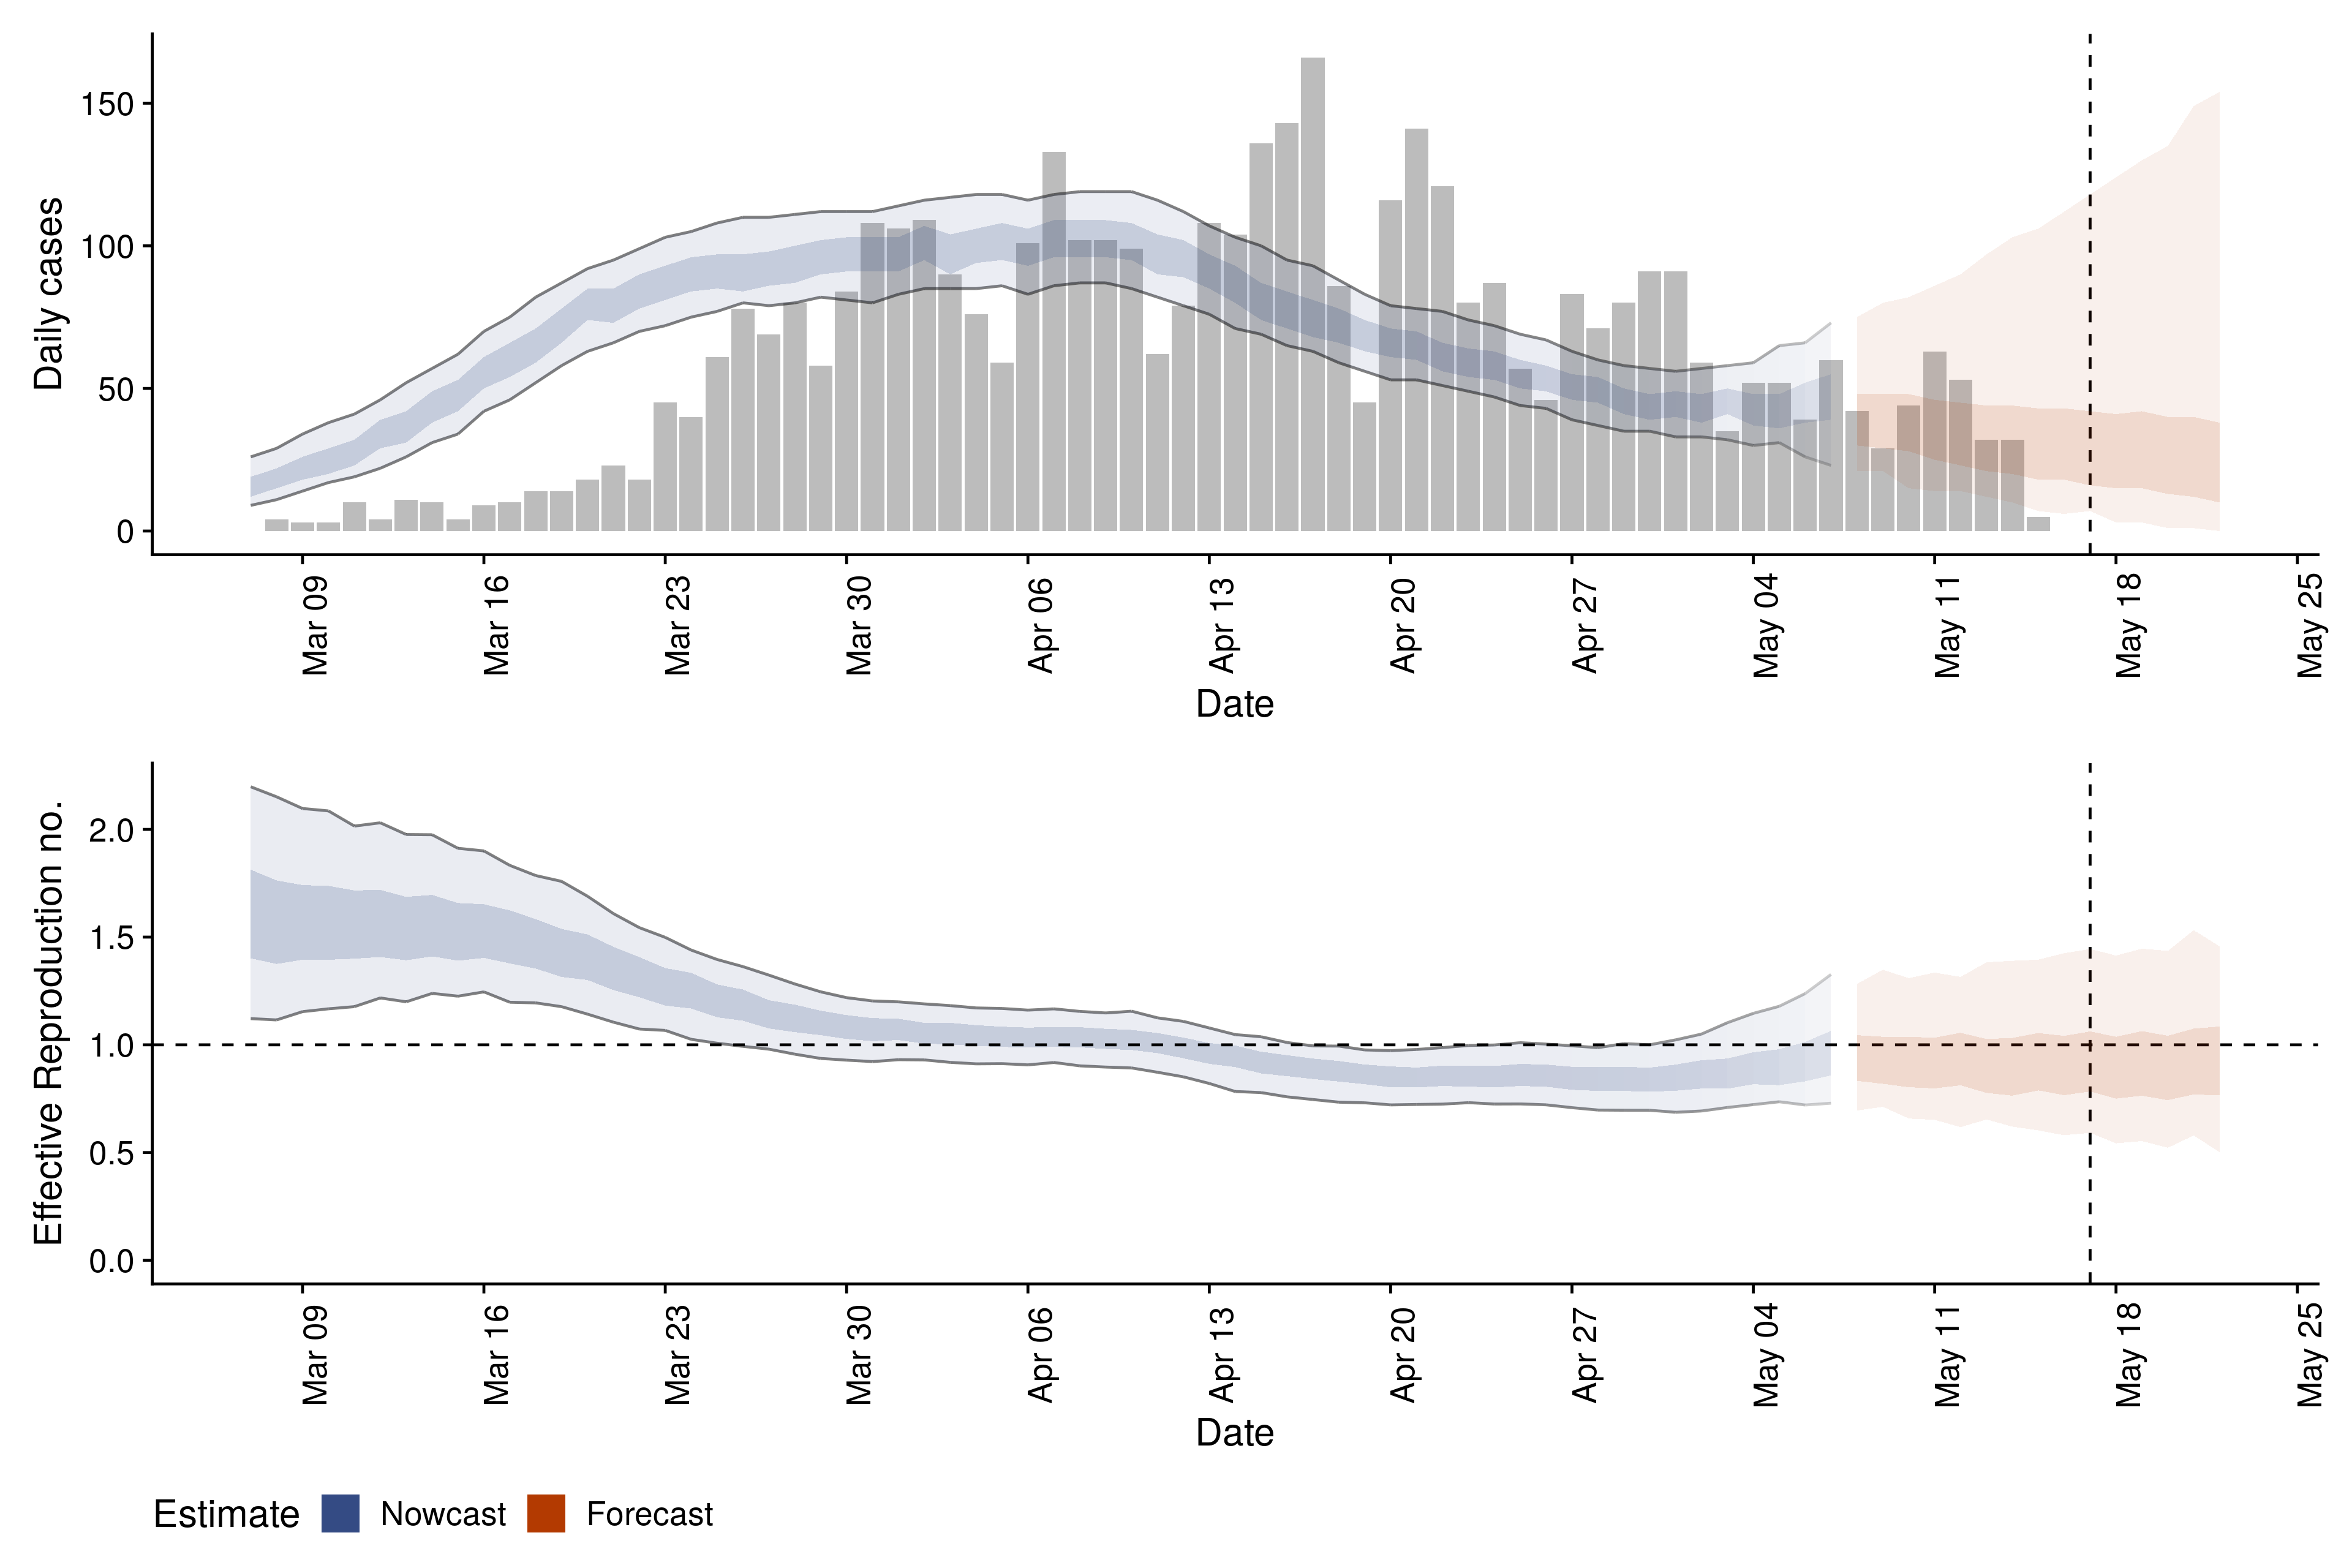 Daily cases
150
100
50
0
Mar 09
Mar 16
Mar 23
Mar 30
Apr 06
Apr 13
Apr 20
Apr 27
May 04
May 11
May 18
May 25
Date
Effective Reproduction no.
2.0
1.5
1.0
0.5
0.0
Mar 09
Mar 16
Mar 23
Mar 30
Apr 06
Apr 13
Apr 20
Apr 27
May 04
May 11
May 18
May 25
Date
Estimate Nowcast Forecast